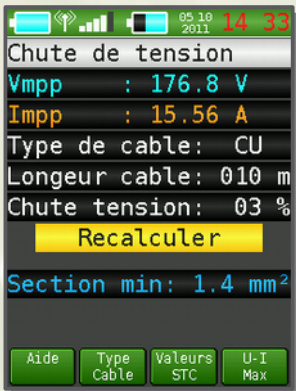 05 10 2011 14 33
Chute de tension
Vmpp : 176.8 V
Impp : 15.56 A
Type de cable: CU
Longeur cable: 010 m
Chute tension: 03 %
Recalculer
Section min: 1.4 mm²
Aide Type Cable Valeurs STC U-I Max